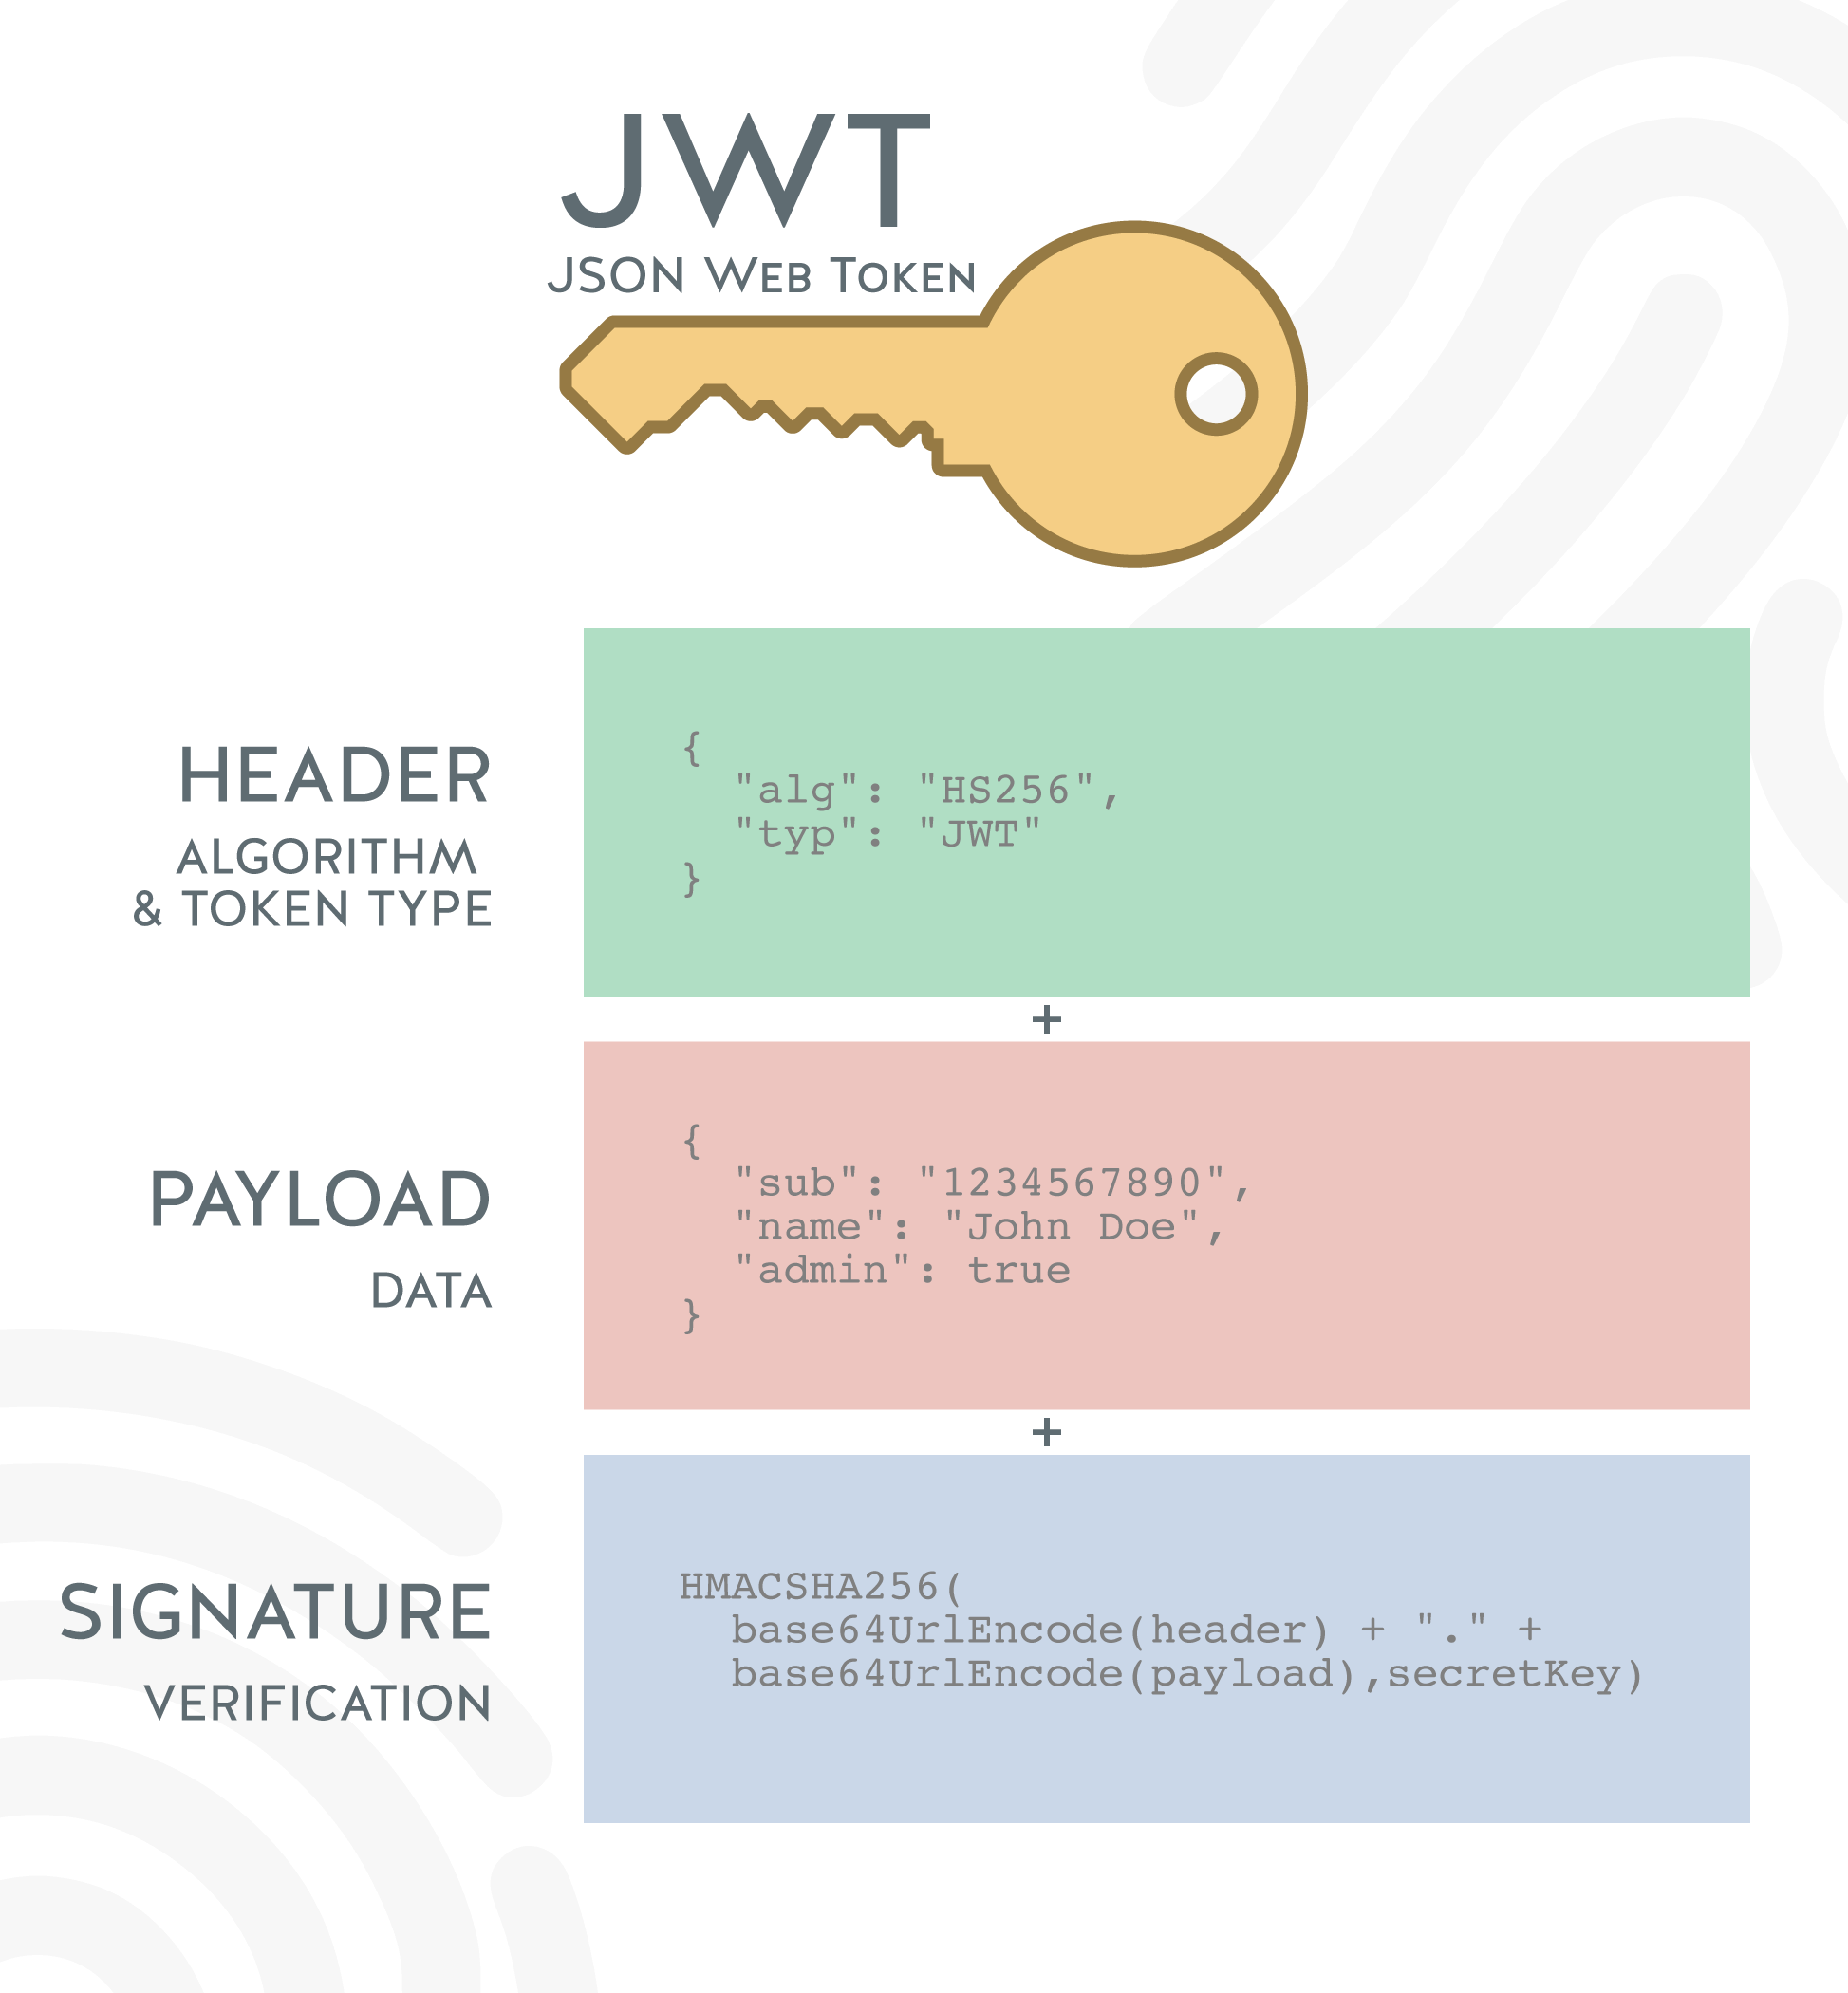 JWT
JSON Web Token
HEADER
ALGORITHM
& TOKEN TYPE
{
"alg": "HS256",
"typ": "JWT"
}
+
PAYLOAD
DATA
{
"sub": "1234567890",
"name": "John Doe",
"admin": true
}
+
SIGNATURE
VERIFICATION
HMACSHA256(
base64UrlEncode(header) + "." +
base64UrlEncode(payload),secretKey)